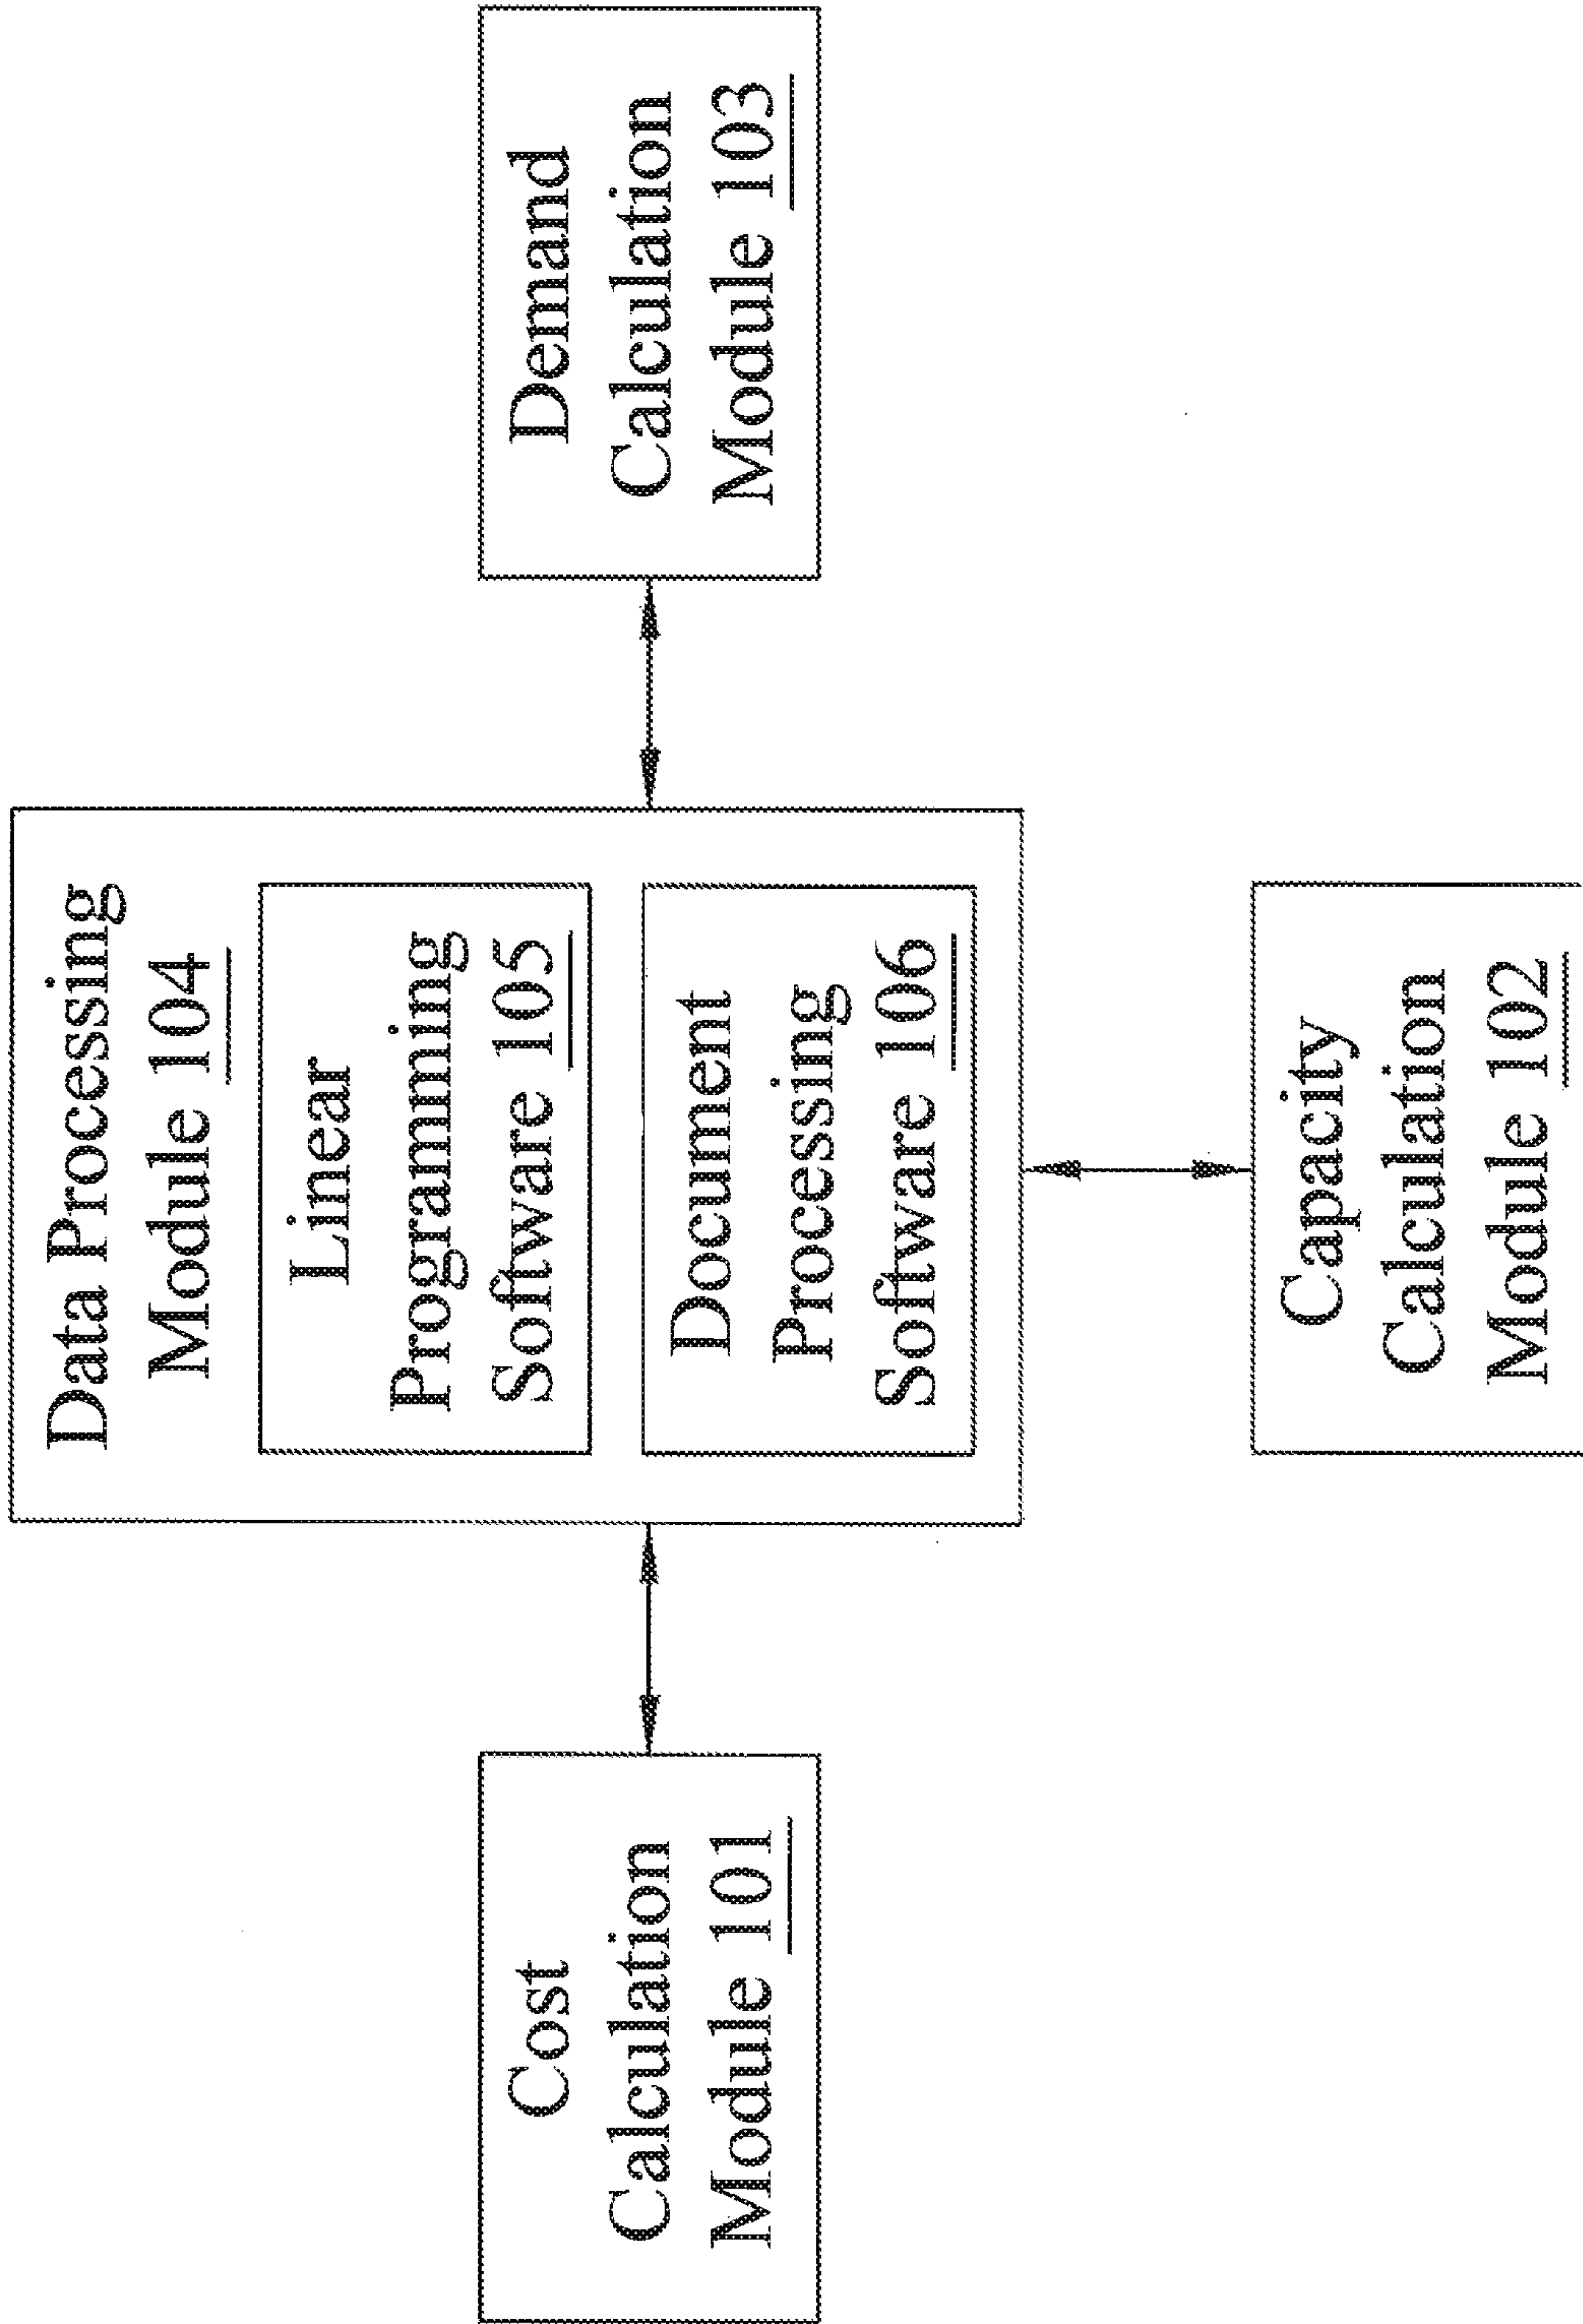 Data Processing
Module 104
Linear
Programming
Software 105
Document
Processing
Software 106
Cost
Calculation
Module 101
Demand
Calculation
Module 103
Capacity
Calculation
Module 102